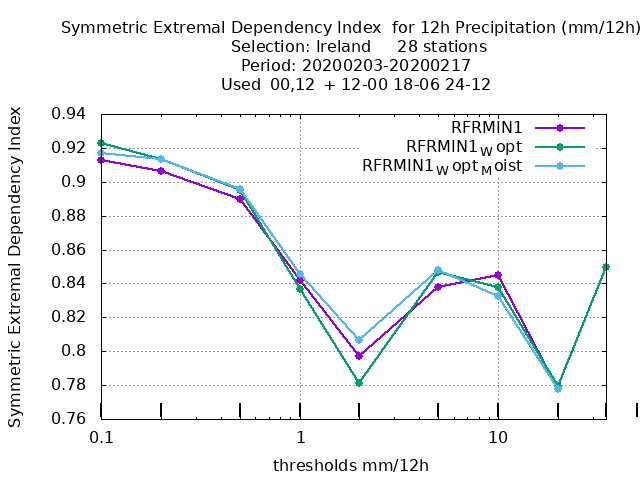 Symmetric Extremal Dependency Index  for 12h Precipitation (mm/12h)
Selection: Ireland     28 stations
Period: 20200203-20200217
Used  00,12  + 12-00 18-06 24-12
Symmetric Extremal Dependency Index
0.94
0.92
0.9
0.88
0.86
0.84
0.82
0.8
0.78
0.76
RFRMIN1
RFRMIN1Wopt
RFRMIN1WoptMoist
0.1
1
10
thresholds mm/12h